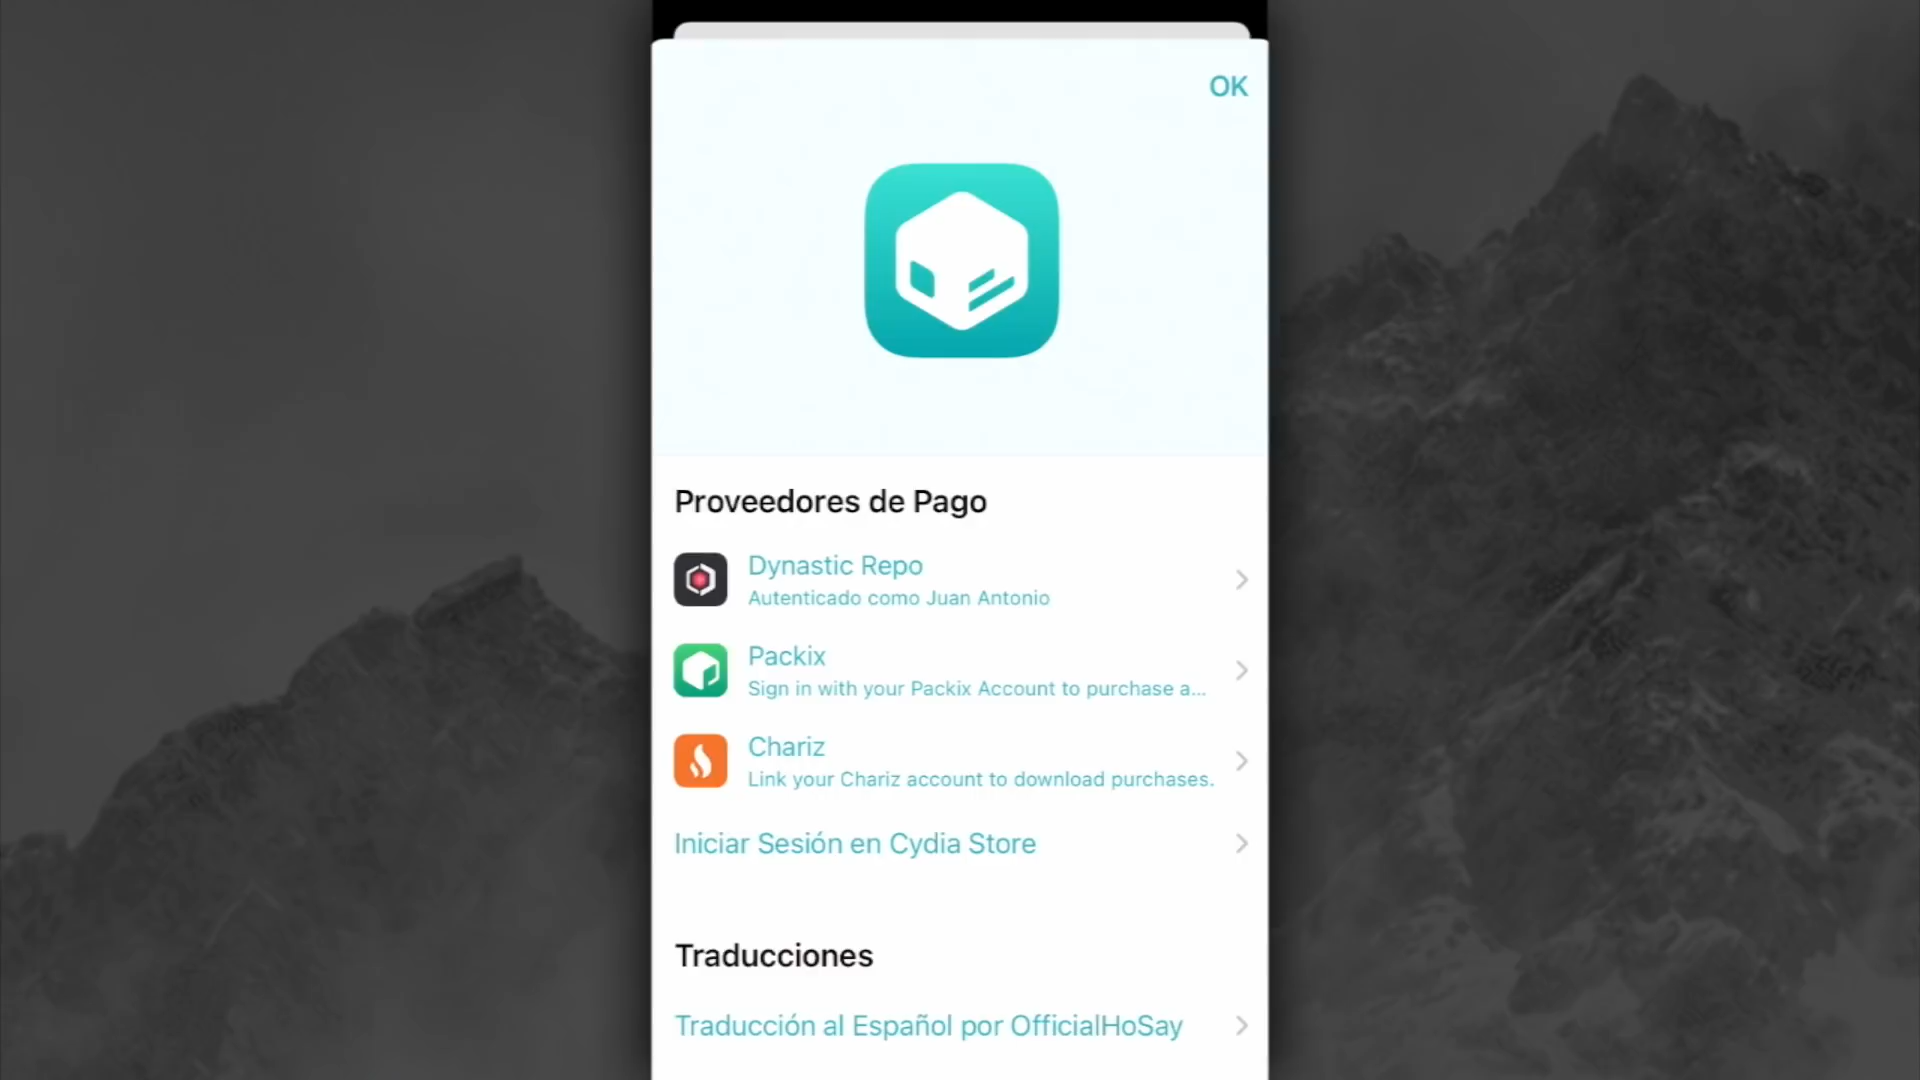 OK
Proveedores de Pago
Dynastic Repo
Autenticado como Juan Antonio
Packix
Sign in with your Packix Account to purchase a...
Chariz
Link your Chariz account to download purchases.
Iniciar Sesión en Cydia Store
Traducciones
Traducción al Español por OfficialHoSay